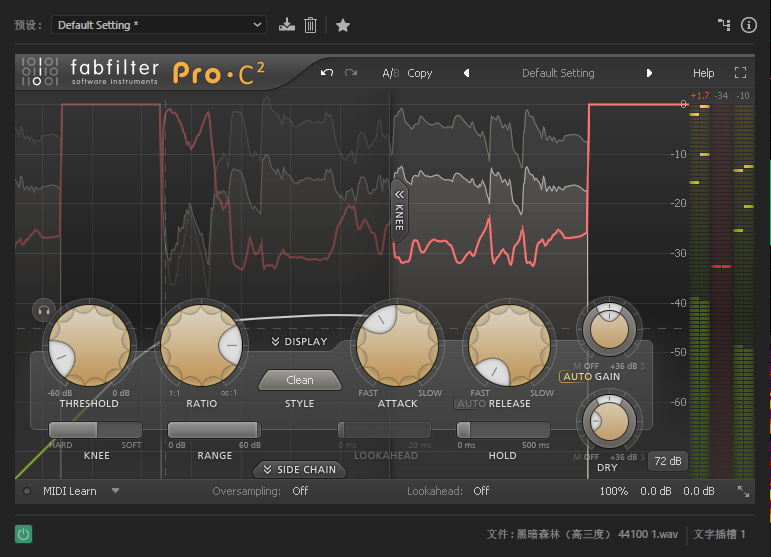 预设： Default Setting *
fabfilter Pro·C²
software instruments
A/B Copy Default Setting Help
+1.7 -34 -10
0
-10
-20
-30
-40
-50
-60
KNEE
-60 dB 0 dB
THRESHOLD
1:1 ∞:1
RATIO
DISPLAY
Clean
STYLE
FAST SLOW
ATTACK
FAST SLOW
AUTO RELEASE
M OFF +36 dB S
AUTO GAIN
HARD SOFT
KNEE
0 dB 60 dB
RANGE
0 ms 20 ms
LOOKAHEAD
0 ms 500 ms
HOLD
M OFF +36 dB S
DRY
72 dB
SIDE CHAIN
MIDI Learn Oversampling: Off Lookahead: Off 100% 0.0 dB 0.0 dB
文件：黑暗森林（高三度） 44100 1.wav 文字插槽 1